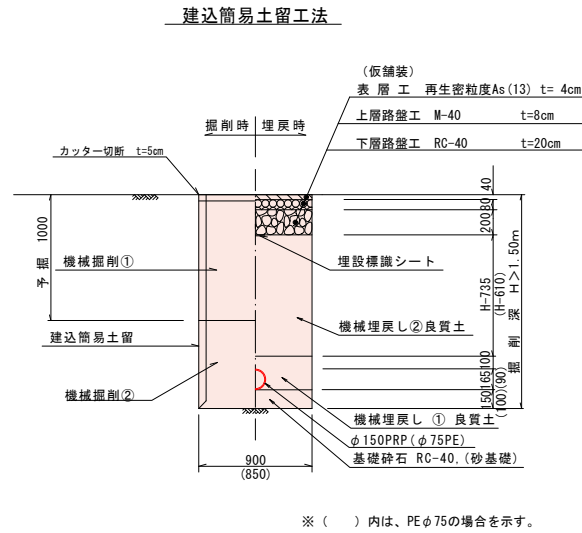 建込簡易土留工法
(仮舗装)
表 層 工 再生密粒度As(13) t= 4cm
上層路盤工 M-40 t=8cm
下層路盤工 RC-40 t=20cm
掘削時 埋戻時
カッター切断 t=5cm
予掘 1000
機械掘削①
建込簡易土留
機械掘削②
埋設標識シート
機械埋戻し②良質土
機械埋戻し ① 良質土
φ150PRP(φ75PE)
基礎砕石 RC-40,(砂基礎)
40
80
200
H-735
(H-610)
100
165
(90)
150
(100)
掘 削 深 H>1.50m
900
(850)
※ ( ) 内は、PEφ75の場合を示す。